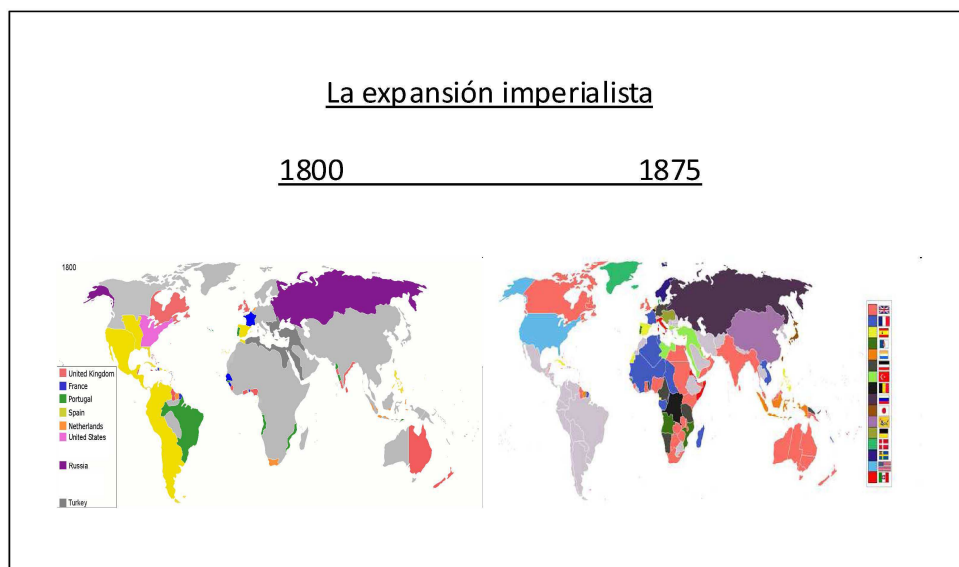 La expansión imperialista
1800 1875
1800
United Kingdom
France
Portugal
Spain
Netherlands
United States
Russia
Turkey